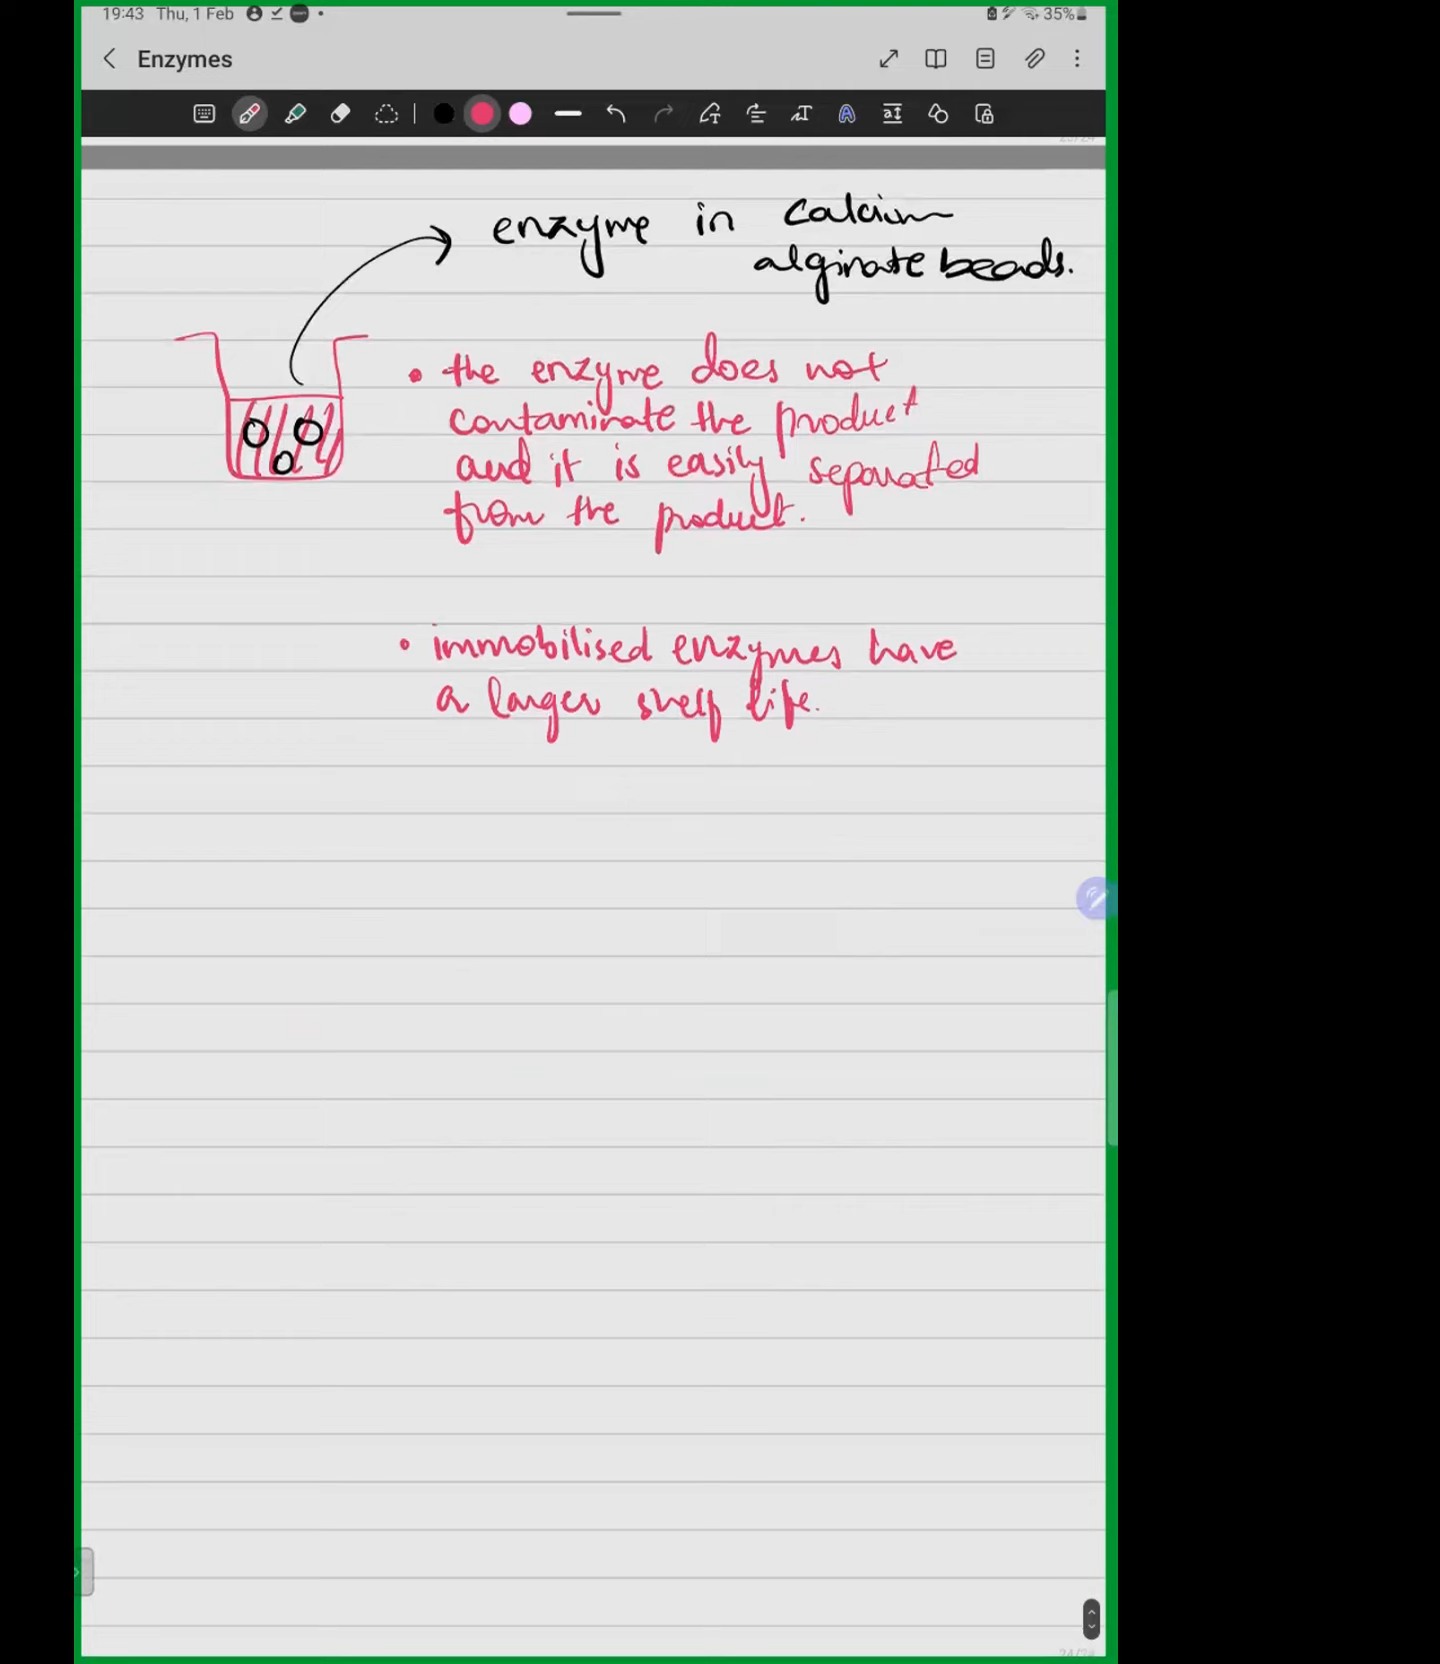 19:43 Thu, 1 Feb
35%
Enzymes
enzyme in calcium
alginate beads.
• the enzyme does not
contaminate the product
and it is easily separated
from the product.
• immobilised enzymes have
a larger shelf life.